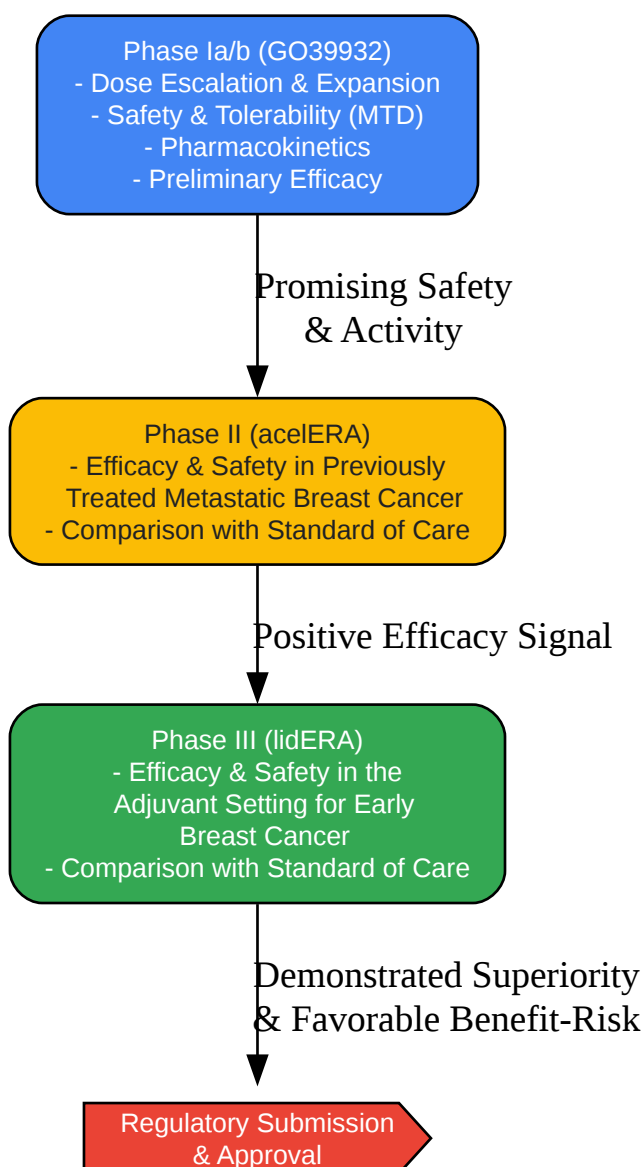 Phase Ia/b (GO39932)
- Dose Escalation & Expansion
- Safety & Tolerability (MTD)
- Pharmacokinetics
- Preliminary Efficacy
Promising Safety
& Activity
Phase II (acelERA)
- Efficacy & Safety in Previously
Treated Metastatic Breast Cancer
- Comparison with Standard of Care
Positive Efficacy Signal
Phase III (lidERA)
- Efficacy & Safety in the
Adjuvant Setting for Early
Breast Cancer
- Comparison with Standard of Care
Demonstrated Superiority
& Favorable Benefit-Risk
Regulatory Submission
& Approval